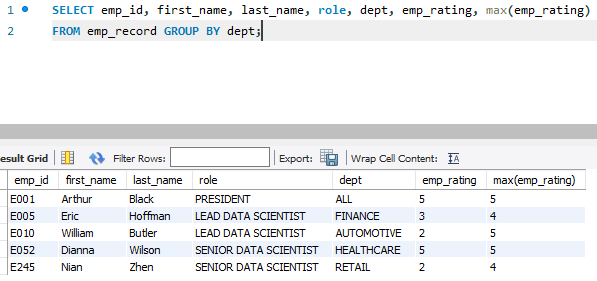 1 SELECT emp_id, first_name, last_name, role, dept, emp_rating, max(emp_rating)
2 FROM emp_record GROUP BY dept;
esult Grid Filter Rows: Export: Wrap Cell Content:
emp_id first_name last_name role dept emp_rating max(emp_rating)
E001 Arthur Black PRESIDENT ALL 5 5
E005 Eric Hoffman LEAD DATA SCIENTIST FINANCE 3 4
E010 William Butler LEAD DATA SCIENTIST AUTOMOTIVE 2 5
E052 Dianna Wilson SENIOR DATA SCIENTIST HEALTHCARE 5 5
E245 Nian Zhen SENIOR DATA SCIENTIST RETAIL 2 4